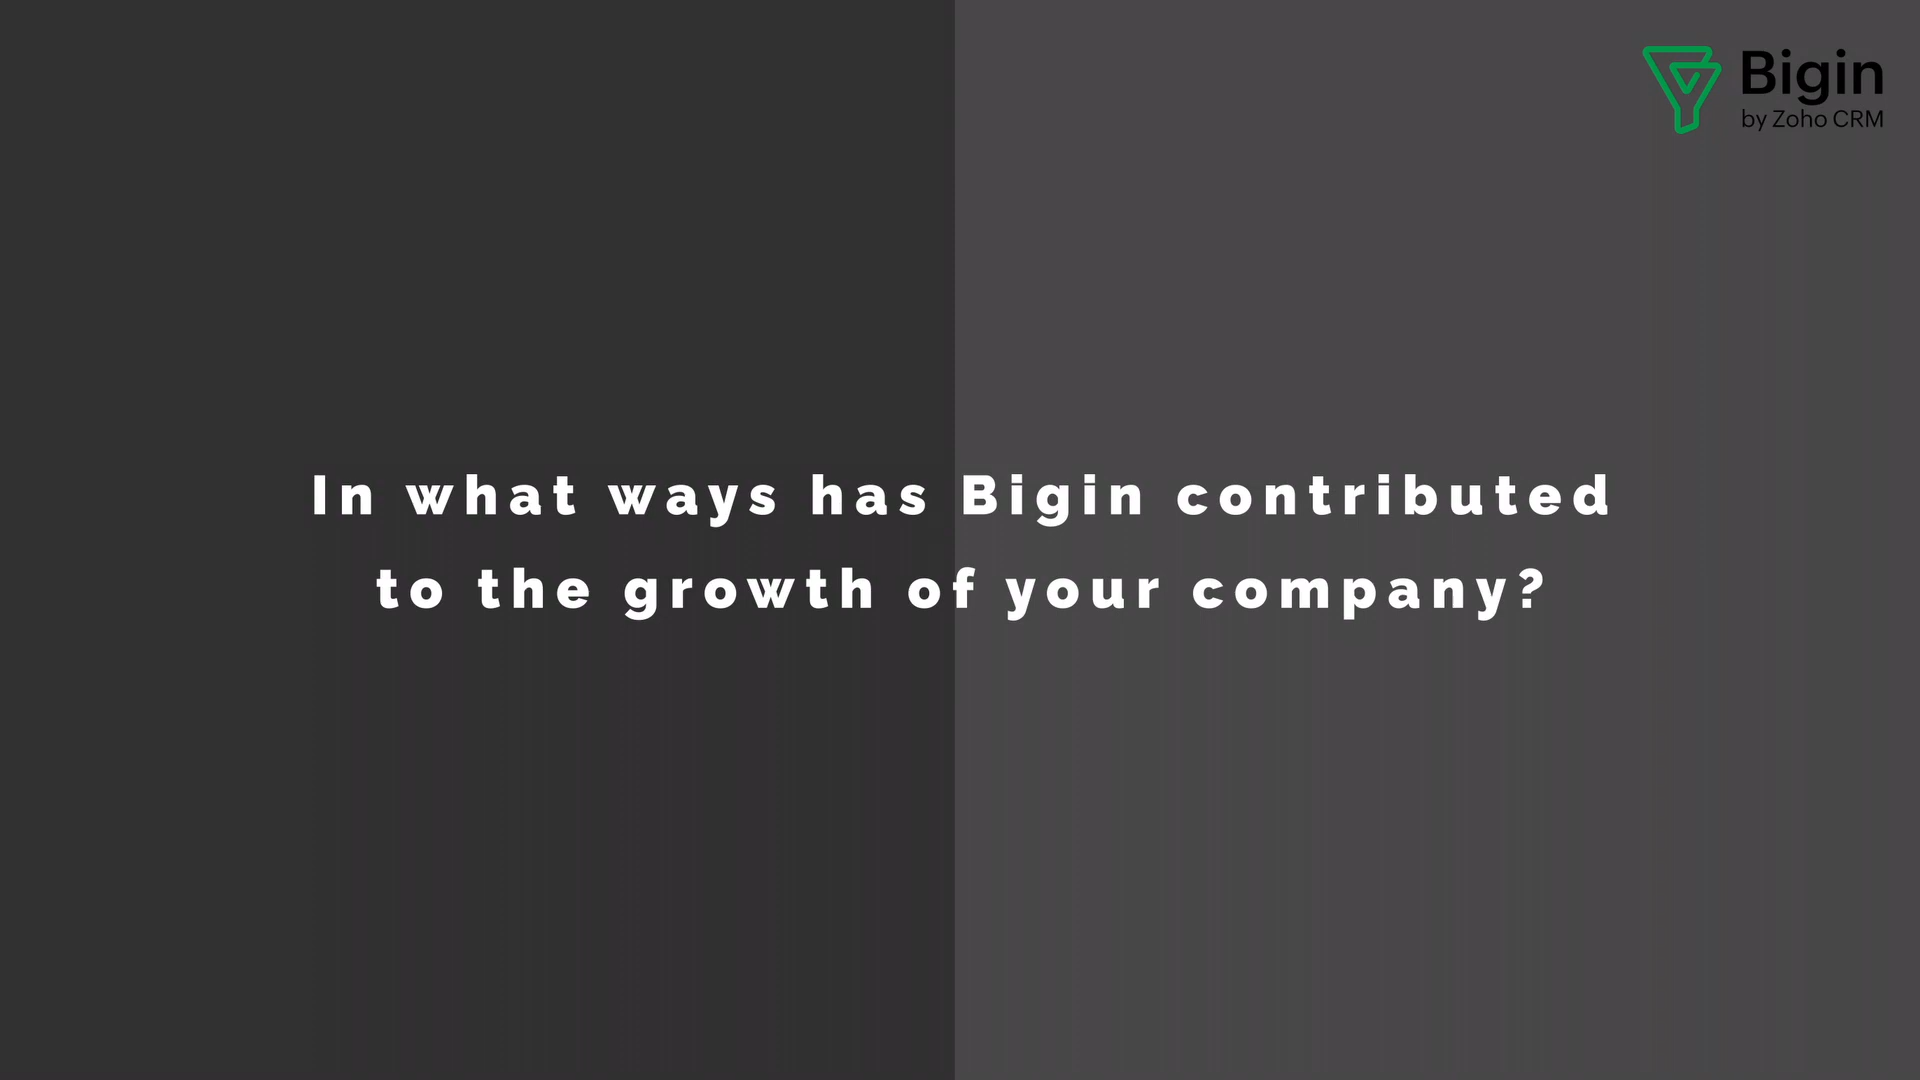 Bigin
by Zoho CRM
In what ways has Bigin contributed
to the growth of your company?